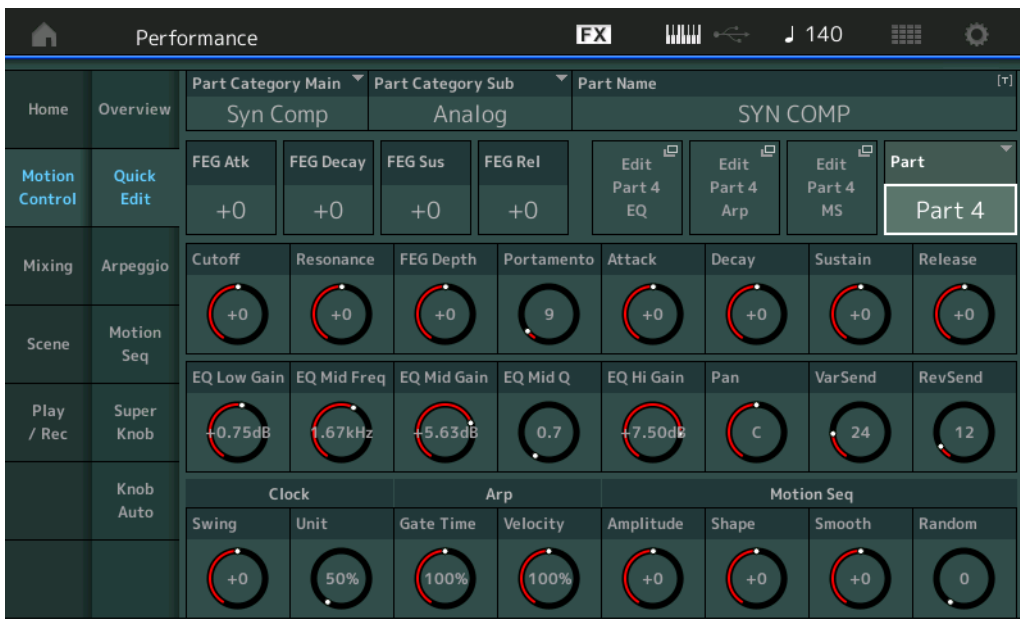 Performance FX ♩ 140
Part Category Main Part Category Sub Part Name [T]
Home Overview Syn Comp Analog SYN COMP
FEG Atk FEG Decay FEG Sus FEG Rel Edit Edit Edit Part
Motion Quick Part 4 Part 4 Part 4
Control Edit +0 +0 +0 +0 EQ Arp MS Part 4
Mixing Arpeggio Cutoff Resonance FEG Depth Portamento Attack Decay Sustain Release
+0 +0 +0 9 +0 +0 +0 +0
Scene Motion
Seq
EQ Low Gain EQ Mid Freq EQ Mid Gain EQ Mid Q EQ Hi Gain Pan VarSend RevSend
Play Super
/ Rec Knob +0.75dB 1.67kHz +5.63dB 0.7 +7.50dB C 24 12
Knob Clock Arp Motion Seq
Auto
Swing Unit Gate Time Velocity Amplitude Shape Smooth Random
+0 50% 100% 100% +0 +0 +0 0